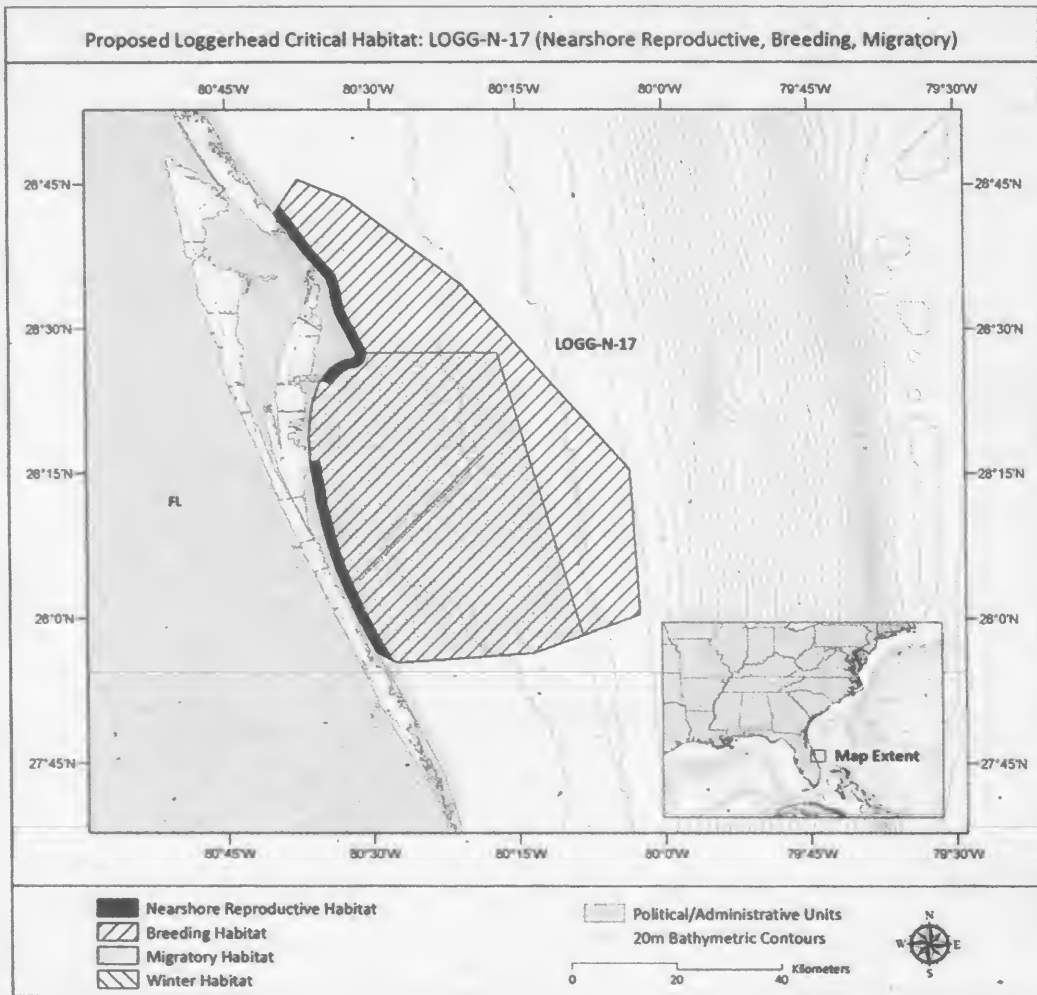 Proposed Loggerhead Critical Habitat: LOGG-N-17 (Nearshore Reproductive, Breeding, Migratory)
80°45'W 80°30'W 80°15'W 80°0'W 79°45'W 79°30'W
28°45'N 28°45'N
28°30'N 28°30'N
LOGG-N-17
28°15'N 28°15'N
FL
28°0'N 28°0'N
Map Extent
27°45'N 27°45'N
80°45'W 80°30'W 80°15'W 80°0'W 79°45'W 79°30'W
Nearshore Reproductive Habitat
Breeding Habitat
Migratory Habitat
Winter Habitat
Political/Administrative Units
20m Bathymetric Contours
0 20 40 Kilometers
N
W E
S